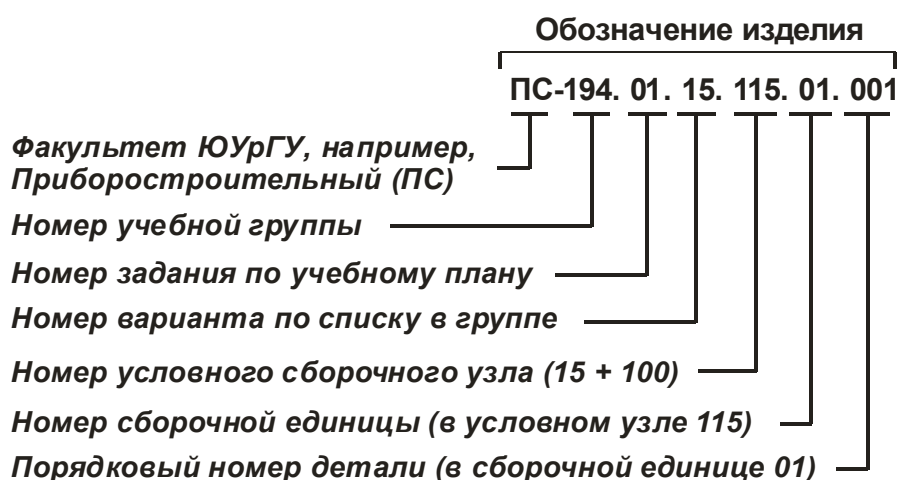 Обозначение изделия
ПС-194. 01. 15. 115. 01. 001
Факультет ЮУрГУ, например,
Приборостроительный (ПС)
Номер учебной группы
Номер задания по учебному плану
Номер варианта по списку в группе
Номер условного сборочного узла (15 + 100)
Номер сборочной единицы (в условном узле 115)
Порядковый номер детали (в сборочной единице 01)